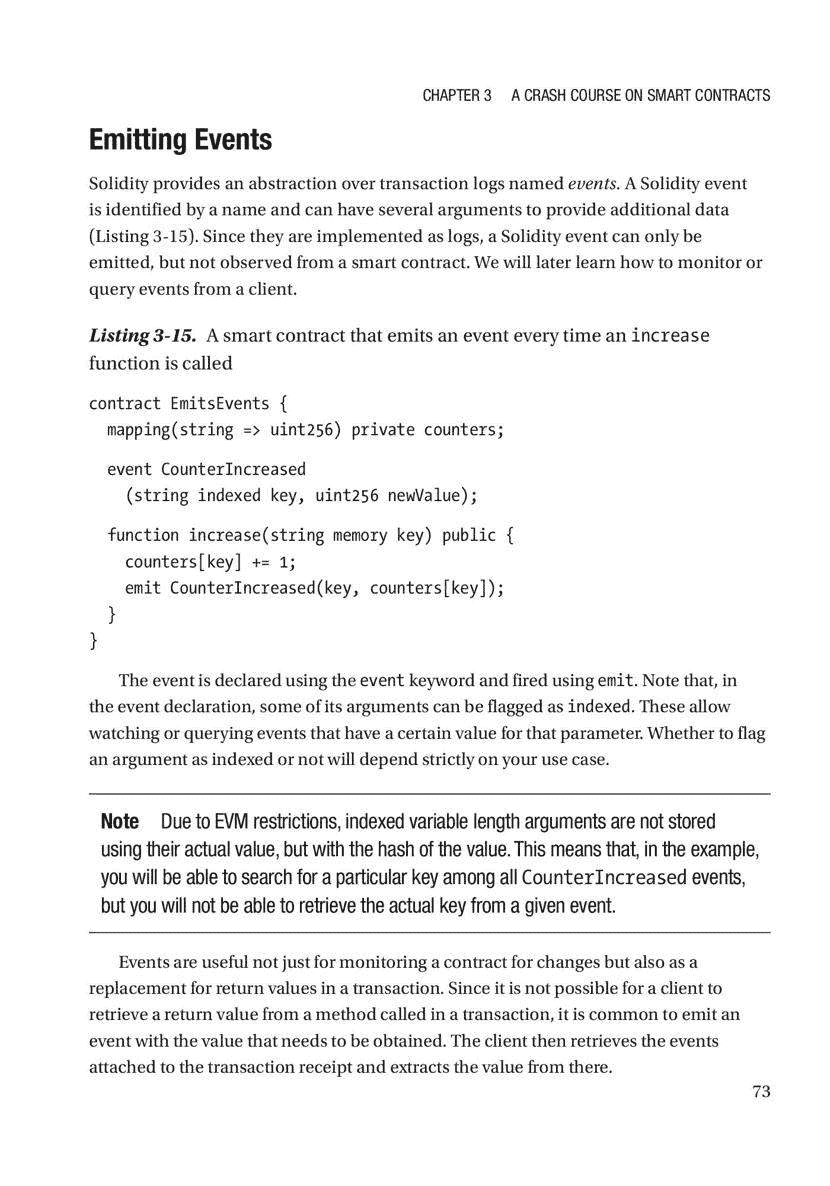 CHAPTER 3 A CRASH COURSE ON SMART CONTRACTS
Emitting Events
Solidity provides an abstraction over transaction logs named events. A Solidity event
is identified by a name and can have several arguments to provide additional data
(Listing 3-15). Since they are implemented as logs, a Solidity event can only be
emitted, but not observed from a smart contract. We will later learn how to monitor or
query events from a client.
Listing 3-15. A smart contract that emits an event every time an increase
function is called
contract EmitsEvents {
  mapping(string => uint256) private counters;
  event CounterIncreased
    (string indexed key, uint256 newValue);
  function increase(string memory key) public {
    counters[key] += 1;
    emit CounterIncreased(key, counters[key]);
  }
}
The event is declared using the event keyword and fired using emit. Note that, in
the event declaration, some of its arguments can be flagged as indexed. These allow
watching or querying events that have a certain value for that parameter. Whether to flag
an argument as indexed or not will depend strictly on your use case.
Note Due to EVM restrictions, indexed variable length arguments are not stored
using their actual value, but with the hash of the value. This means that, in the example,
you will be able to search for a particular key among all CounterIncreased events,
but you will not be able to retrieve the actual key from a given event.
Events are useful not just for monitoring a contract for changes but also as a
replacement for return values in a transaction. Since it is not possible for a client to
retrieve a return value from a method called in a transaction, it is common to emit an
event with the value that needs to be obtained. The client then retrieves the events
attached to the transaction receipt and extracts the value from there.
73